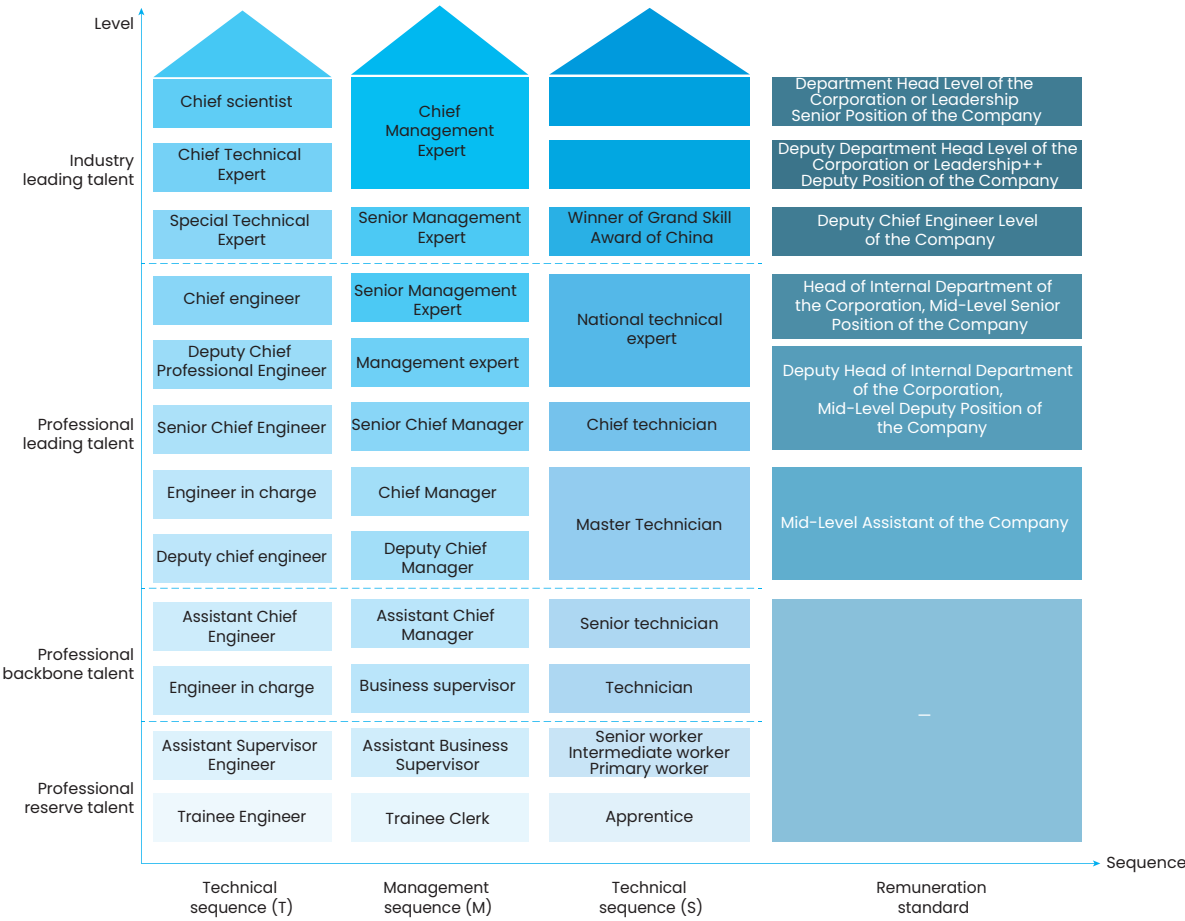 Level
Chief scientist
Chief
Management
Expert
Department Head Level of the
Corporation or Leadership
Senior Position of the Company
Industry
leading talent
Chief Technical
Expert
Deputy Department Head Level of the
Corporation or Leadership++
Deputy Position of the Company
Special Technical
Expert
Senior Management
Expert
Winner of Grand Skill
Award of China
Deputy Chief Engineer Level
of the Company
Professional
leading talent
Chief engineer
Senior Management
Expert
National technical
expert
Head of Internal Department of
the Corporation, Mid-Level Senior
Position of the Company
Deputy Chief
Professional Engineer
Management expert
Deputy Head of Internal Department
of the Corporation,
Mid-Level Deputy Position of
the Company
Senior Chief Engineer
Senior Chief Manager
Chief technician
Engineer in charge
Chief Manager
Master Technician
Mid-Level Assistant of the Company
Deputy chief engineer
Deputy Chief
Manager
Professional
backbone talent
Assistant Chief
Engineer
Assistant Chief
Manager
Senior technician
Engineer in charge
Business supervisor
Technician
—
Professional
reserve talent
Assistant Supervisor
Engineer
Assistant Business
Supervisor
Senior worker
Intermediate worker
Primary worker
Trainee Engineer
Trainee Clerk
Apprentice
Sequence
Technical
sequence (T)
Management
sequence (M)
Technical
sequence (S)
Remuneration
standard